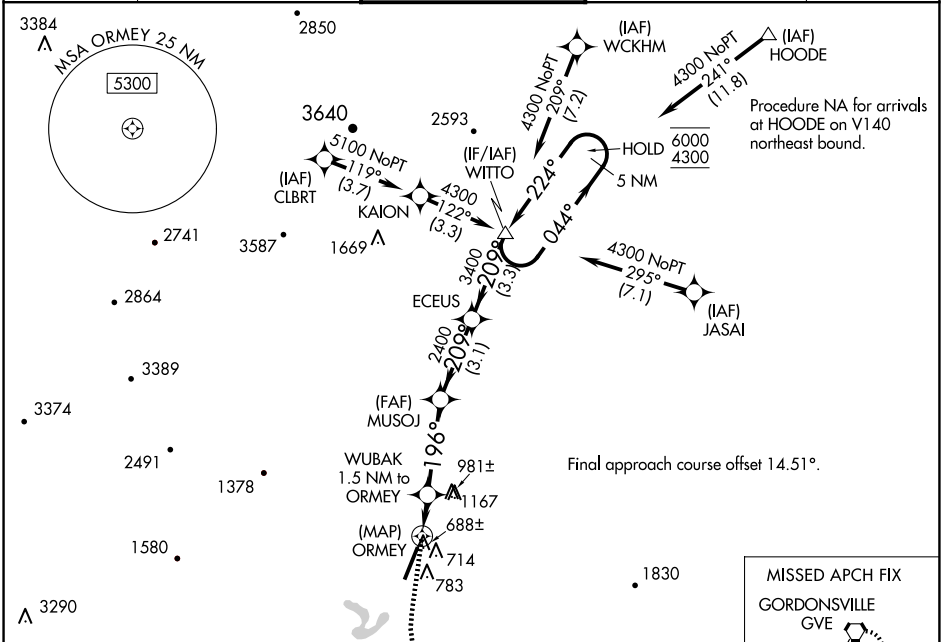 3384
2850
MSA ORMEY 25 NM
5300
(IAF)
WCKHM
(IAF)
HOODE
4300 NoPT
209°
(7.2)
4300 NoPT
241°
(11.8)
Procedure NA for arrivals
at HOODE on V140
northeast bound.
3640
2593
(IF/IAF)
WITTO
HOLD
6000
4300
5 NM
224°
044°
5100 NoPT
119°
(3.7)
(IAF)
CLBRT
KAION
4300
122°
(3.3)
2741
3587
1669
3400
209°
(3.3)
4300 NoPT
295°
(7.1)
(IAF)
JASAI
2864
ECEUS
2400
209°
(3.1)
3389
3374
(FAF)
MUSOJ
196°
2491
1378
WUBAK
1.5 NM to
ORMEY
981±
1167
Final approach course offset 14.51°.
(MAP)
ORMEY
688±
714
783
1580
1830
3290
MISSED APCH FIX
GORDONSVILLE
GVE